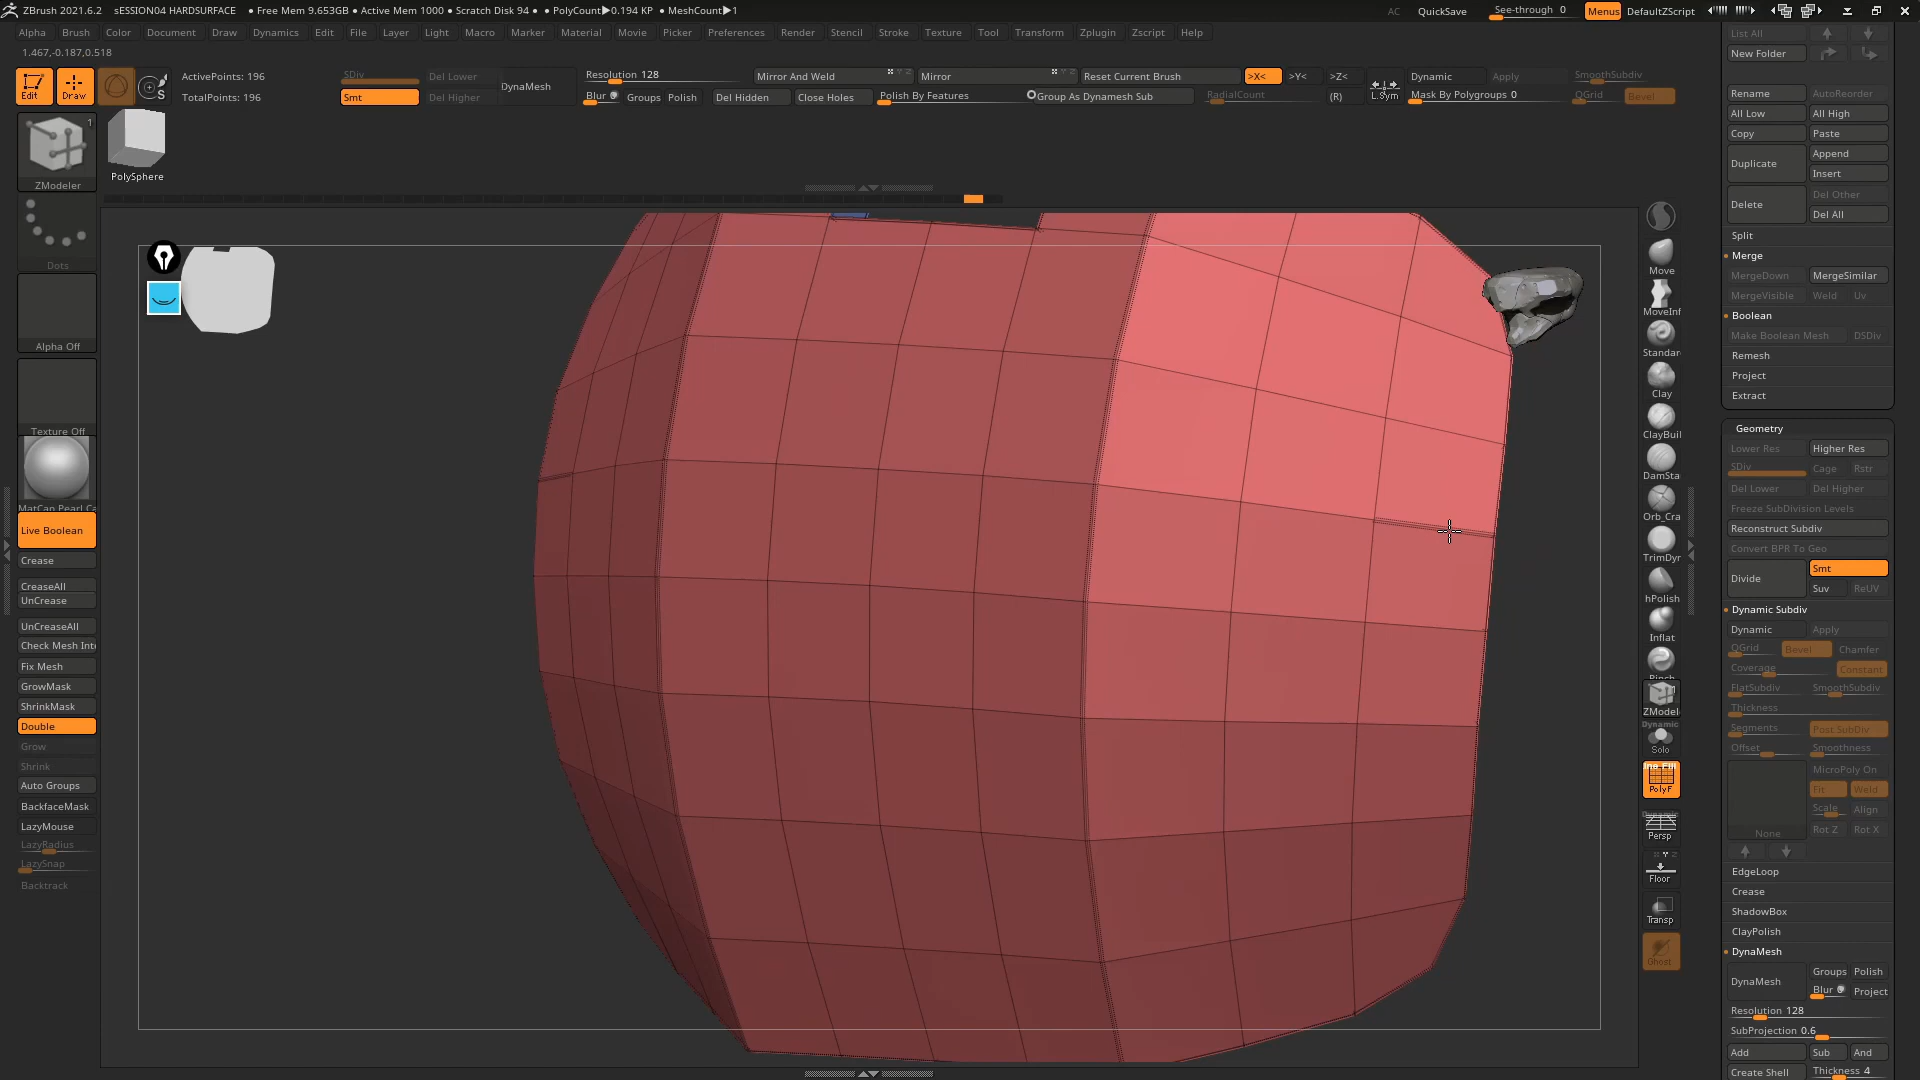 ZBrush 2021.6.2 sESSION04 HARDSURFACE • Free Mem 9.653GB • Active Mem 1000 • Scratch Disk 94 • • PolyCount▶0.194 KP • MeshCount▶1 AC QuickSave See-through 0 Menus DefaultZScript
Alpha Brush Color Document Draw Dynamics Edit File Layer Light Macro Marker Material Movie Picker Preferences Render Stencil Stroke Texture Tool Transform Zplugin Zscript Help
1.467,-0.187,0.518
Edit
Draw
S
ActivePoints: 196
TotalPoints: 196
SDiv
Smt
Del Lower
Del Higher
DynaMesh
Resolution 128
Blur Groups Polish
Mirror And Weld
Del Hidden Close Holes
Mirror
Polish By Features
Reset Current Brush
Group As Dynamesh Sub
>X< >Y< >Z<
RadialCount (R)
L.Sym
Dynamic Apply
Mask By Polygroups 0
SmoothSubdiv
QGrid Bevel
1
ZModeler
PolySphere
Dots
Alpha Off
Texture Off
MatCap Pearl Ca
Live Boolean
Crease
CreaseAll
UnCrease
UnCreaseAll
Check Mesh Int
Fix Mesh
GrowMask
ShrinkMask
Double
Grow
Shrink
Auto Groups
BackfaceMask
LazyMouse
LazyRadius
LazySnap
Backtrack
Move
MoveInf
Standar
Clay
ClayBuil
DamSta
Orb_Cra
TrimDyr
hPolish
Inflat
Pinch
ZModel
Dynamic
Solo
Line Fill
PolyF
Dynamic
Persp
Floor
Transp
Ghost
List All
New Folder
Rename AutoReorder
All Low All High
Copy Paste
Duplicate Append
Insert
Delete Del Other
Del All
Split
Merge
MergeDown MergeSimilar
MergeVisible Weld Uv
Boolean
Make Boolean Mesh DSDiv
Remesh
Project
Extract
Geometry
Lower Res Higher Res
SDiv Cage Rstr
Del Lower Del Higher
Freeze SubDivision Levels
Reconstruct Subdiv
Convert BPR To Geo
Divide Smt
Suv ReUV
Dynamic Subdiv
Dynamic Apply
QGrid Bevel Chamfer
Coverage Constant
FlatSubdiv SmoothSubdiv
Thickness
Segments Post SubDiv
Offset Smoothness
MicroPoly On
Fit Weld
Scale Align
None Rot Z Rot X
EdgeLoop
Crease
ShadowBox
ClayPolish
DynaMesh
DynaMesh Groups Polish
Blur Project
Resolution 128
SubProjection 0.6
Add Sub And
Create Shell Thickness 4